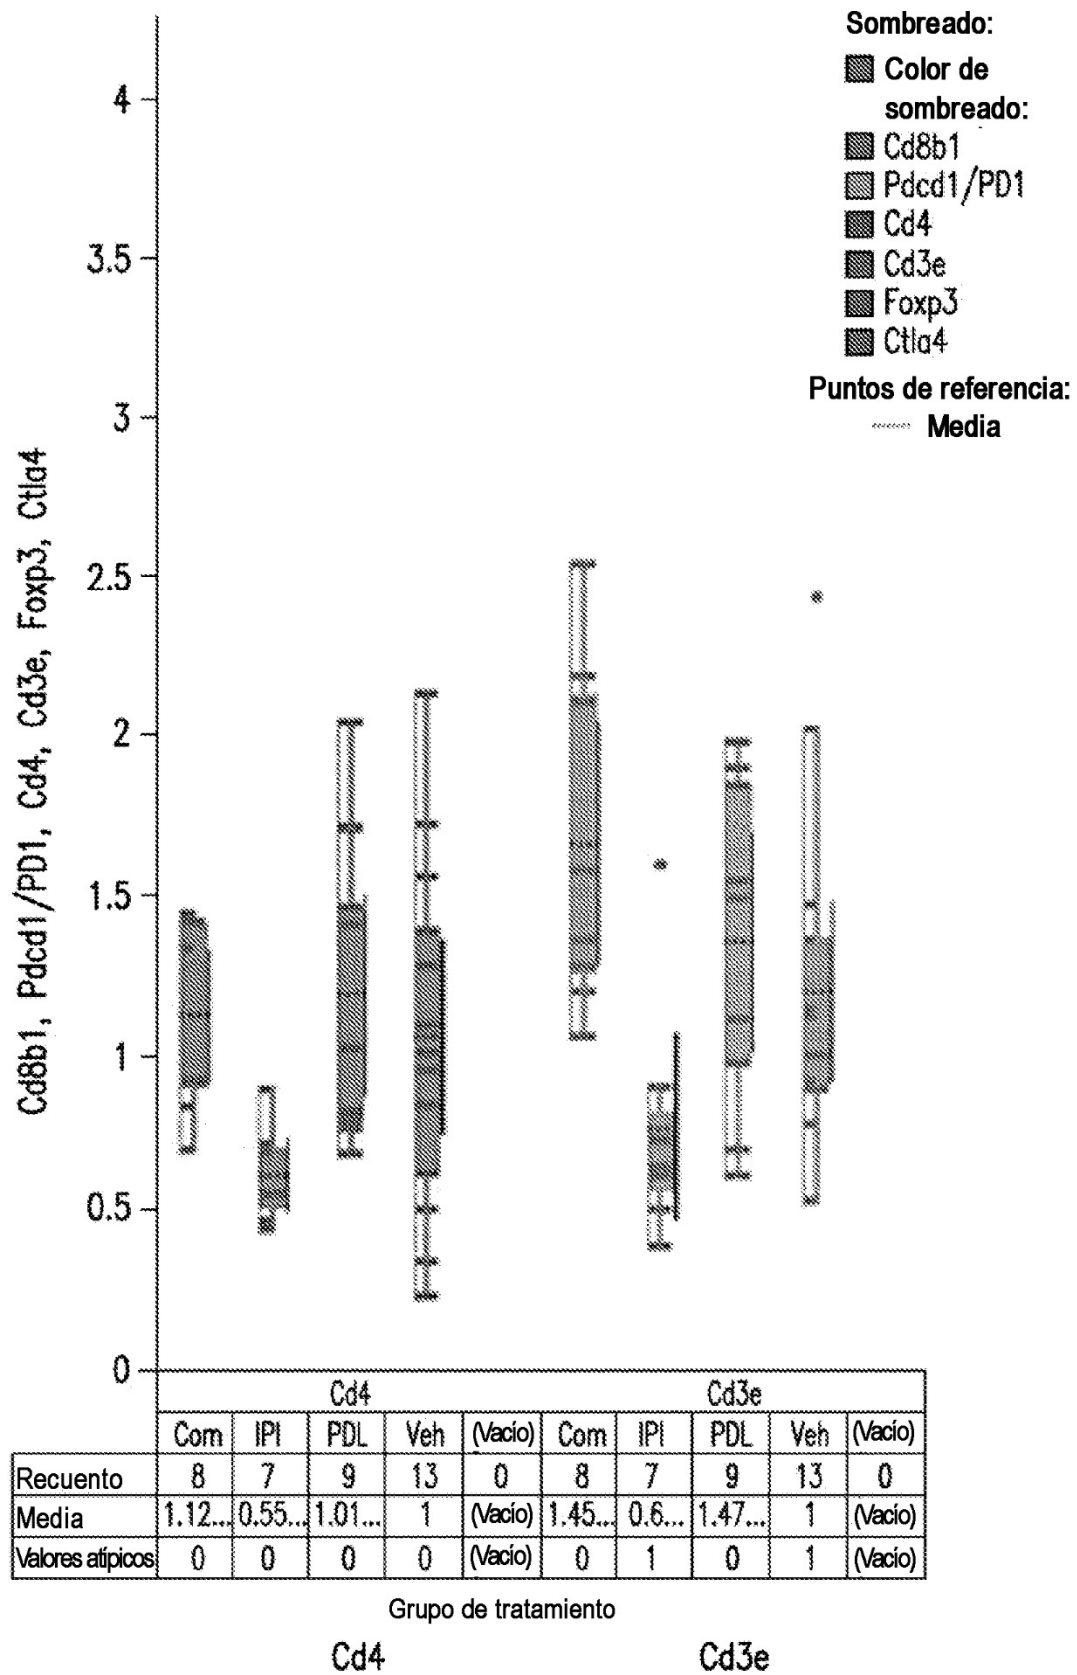 Sombreado:
Color de
sombreado:
Cd8b1
Pdcd1/PD1
Cd4
Cd3e
Foxp3
Ctla4
Puntos de referencia:
Media
Cd8b1, Pdcd1/PD1, Cd4, Cd3e, Foxp3, Ctla4
4
3.5
3
2.5
2
1.5
1
0.5
0
Cd4 Cd3e
Com IPI PDL Veh (Vacío) Com IPI PDL Veh (Vacío)
Recuento 8 7 9 13 0 8 7 9 13 0
Media 1.12... 0.55... 1.01... 1 (Vacío) 1.45... 0.6... 1.47... 1 (Vacío)
Valores atípicos 0 0 0 0 (Vacío) 0 1 0 1 (Vacío)
Grupo de tratamiento
Cd4 Cd3e